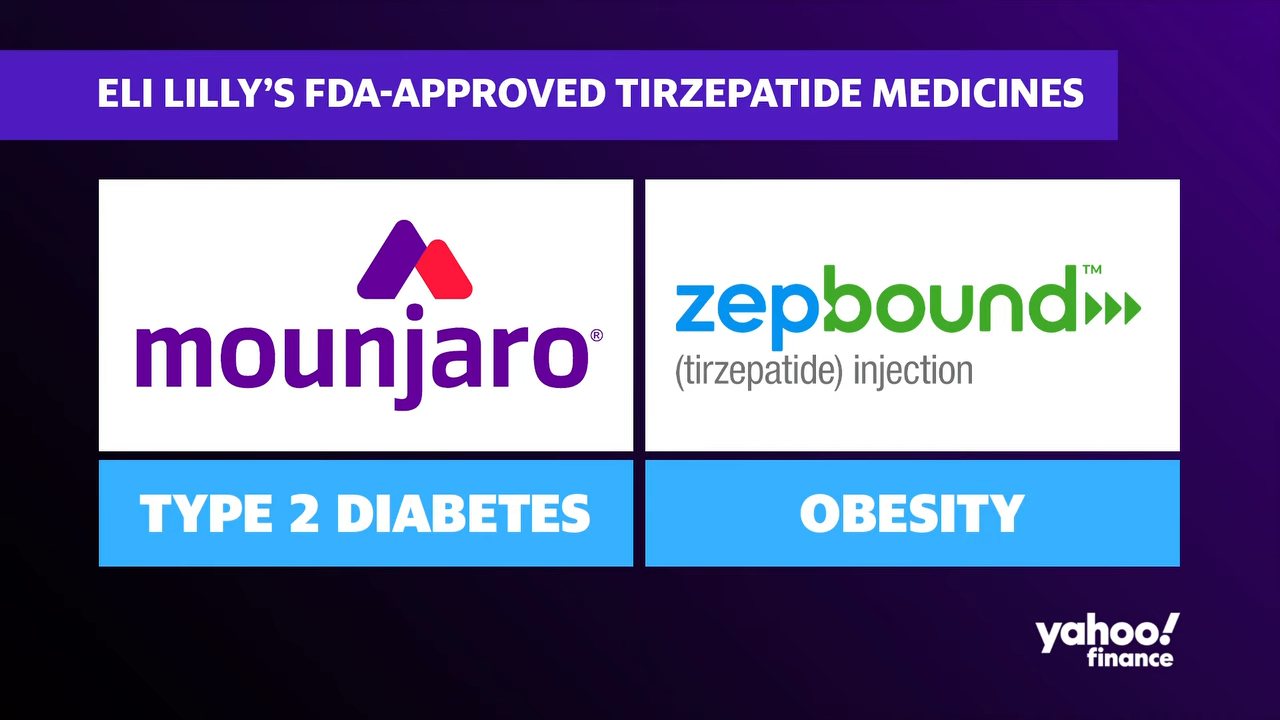 ELI LILLY'S FDA-APPROVED TIRZEPATIDE MEDICINES
mounjaro®
zepbound™
(tirzepatide) injection
TYPE 2 DIABETES
OBESITY
yahoo!
finance